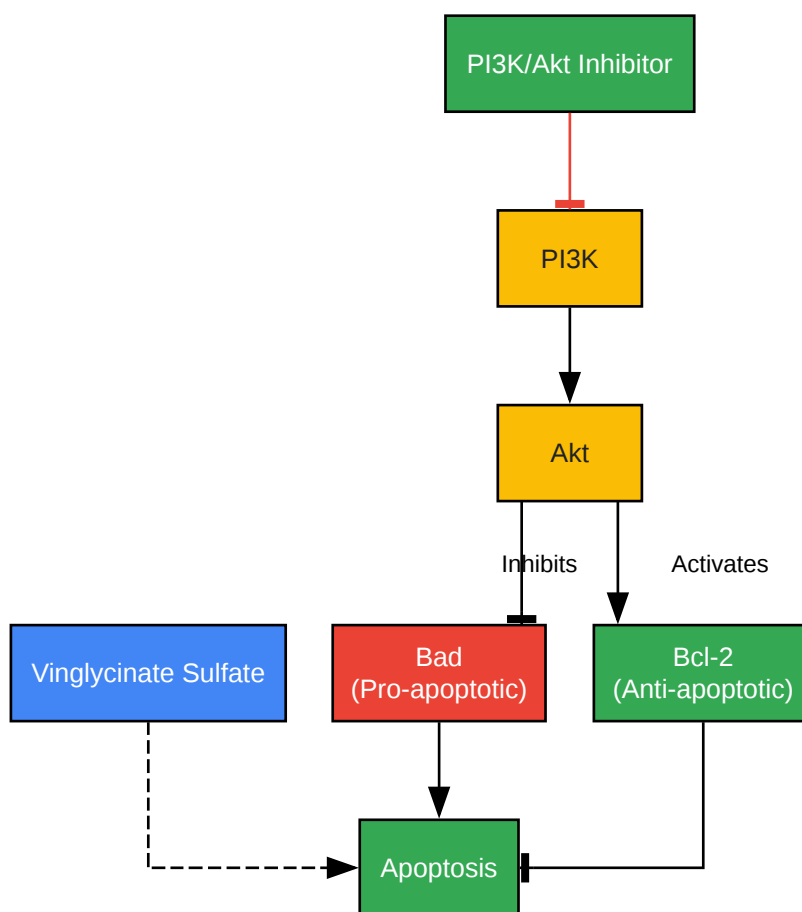 PI3K/Akt Inhibitor
PI3K
Akt
Inhibits
Activates
Vinglycinate Sulfate
Bad
(Pro-apoptotic)
Bcl-2
(Anti-apoptotic)
Apoptosis